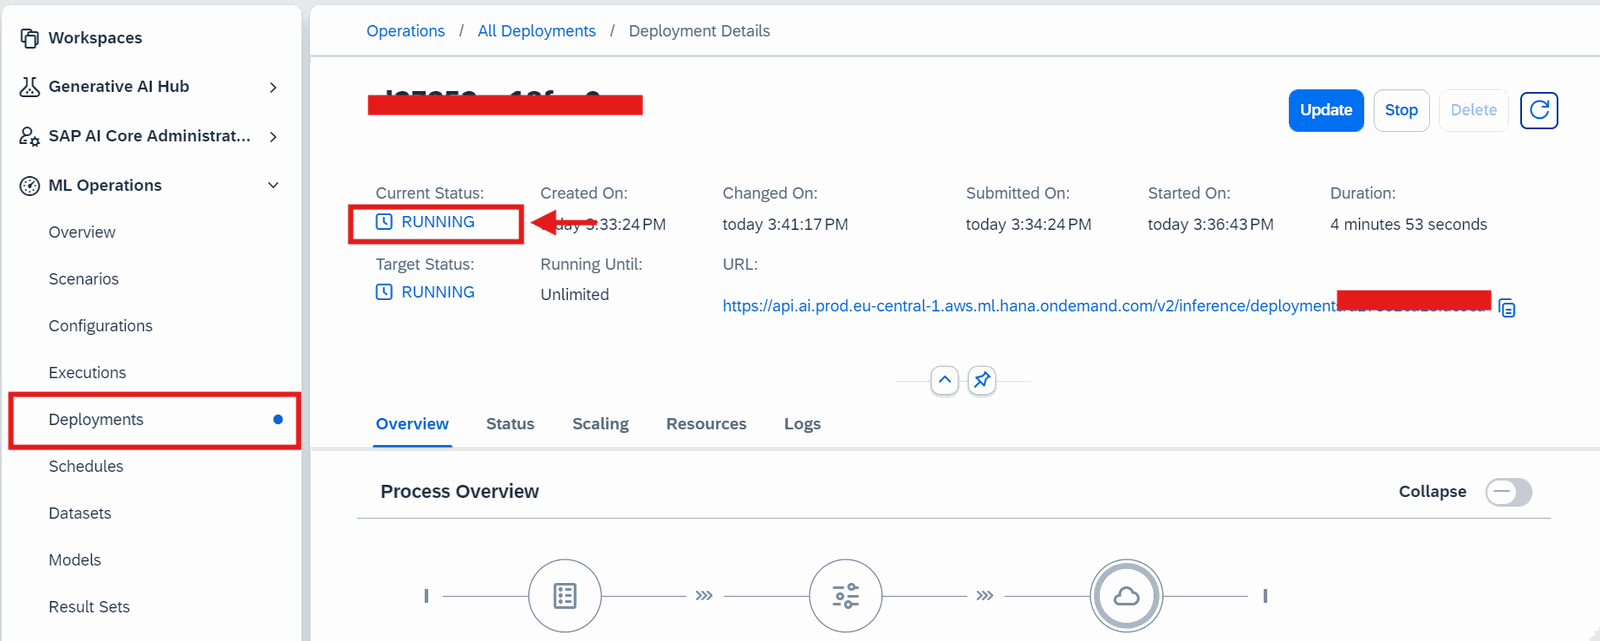 Workspaces
Generative AI Hub
SAP AI Core Administrat...
ML Operations
Overview
Scenarios
Configurations
Executions
Deployments
Schedules
Datasets
Models
Result Sets
Operations / All Deployments / Deployment Details
Update Stop Delete
Current Status: Created On: Changed On: Submitted On: Started On: Duration:
RUNNING today 3:33:24 PM today 3:41:17 PM today 3:34:24 PM today 3:36:43 PM 4 minutes 53 seconds
Target Status: Running Until: URL:
RUNNING Unlimited https://api.ai.prod.eu-central-1.aws.ml.hana.ondemand.com/v2/inference/deployments
Overview Status Scaling Resources Logs
Process Overview Collapse